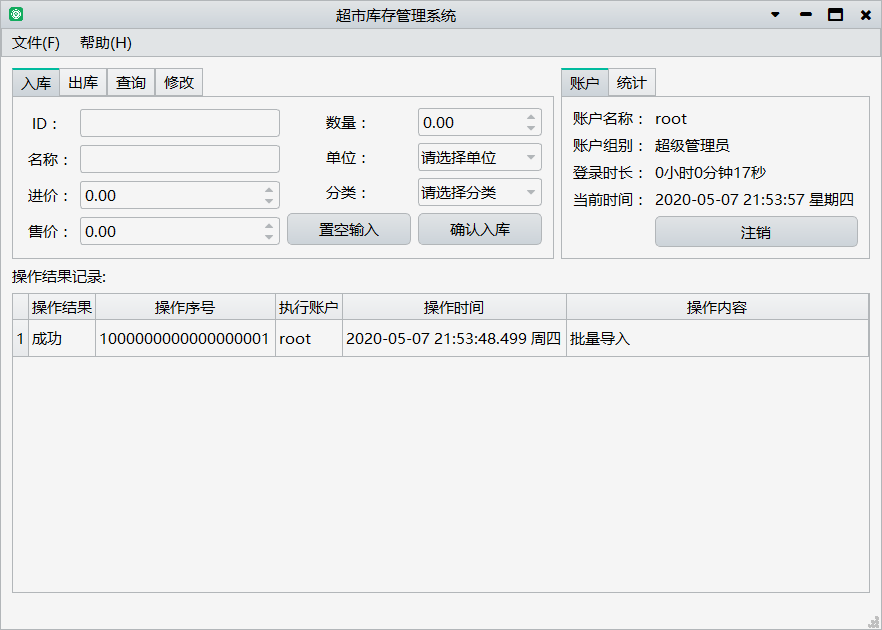 超市库存管理系统
文件(F) 帮助(H)
入库 出库 查询 修改
ID：
名称：
进价： 0.00
售价： 0.00
数量： 0.00
单位： 请选择单位
分类： 请选择分类
置空输入 确认入库
账户 统计
账户名称： root
账户组别： 超级管理员
登录时长： 0小时0分钟17秒
当前时间： 2020-05-07 21:53:57 星期四
注销
操作结果记录:
操作结果 操作序号 执行账户 操作时间 操作内容
1 成功 1000000000000000001 root 2020-05-07 21:53:48.499 周四 批量导入